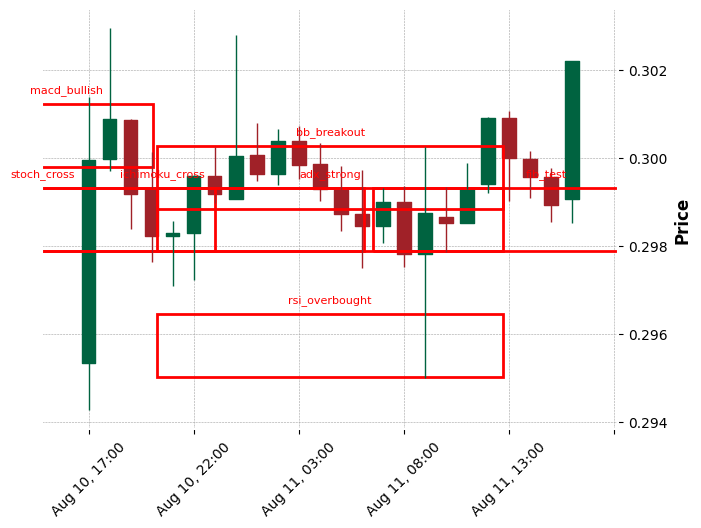 macd_bullish
bb_breakout
stoch_cross
ichimoku_cross
adx_strong
rsi_overbought
0.302
0.300
0.298
0.296
0.294
Price
Aug 10, 17:00
Aug 10, 22:00
Aug 11, 03:00
Aug 11, 08:00
Aug 11, 13:00